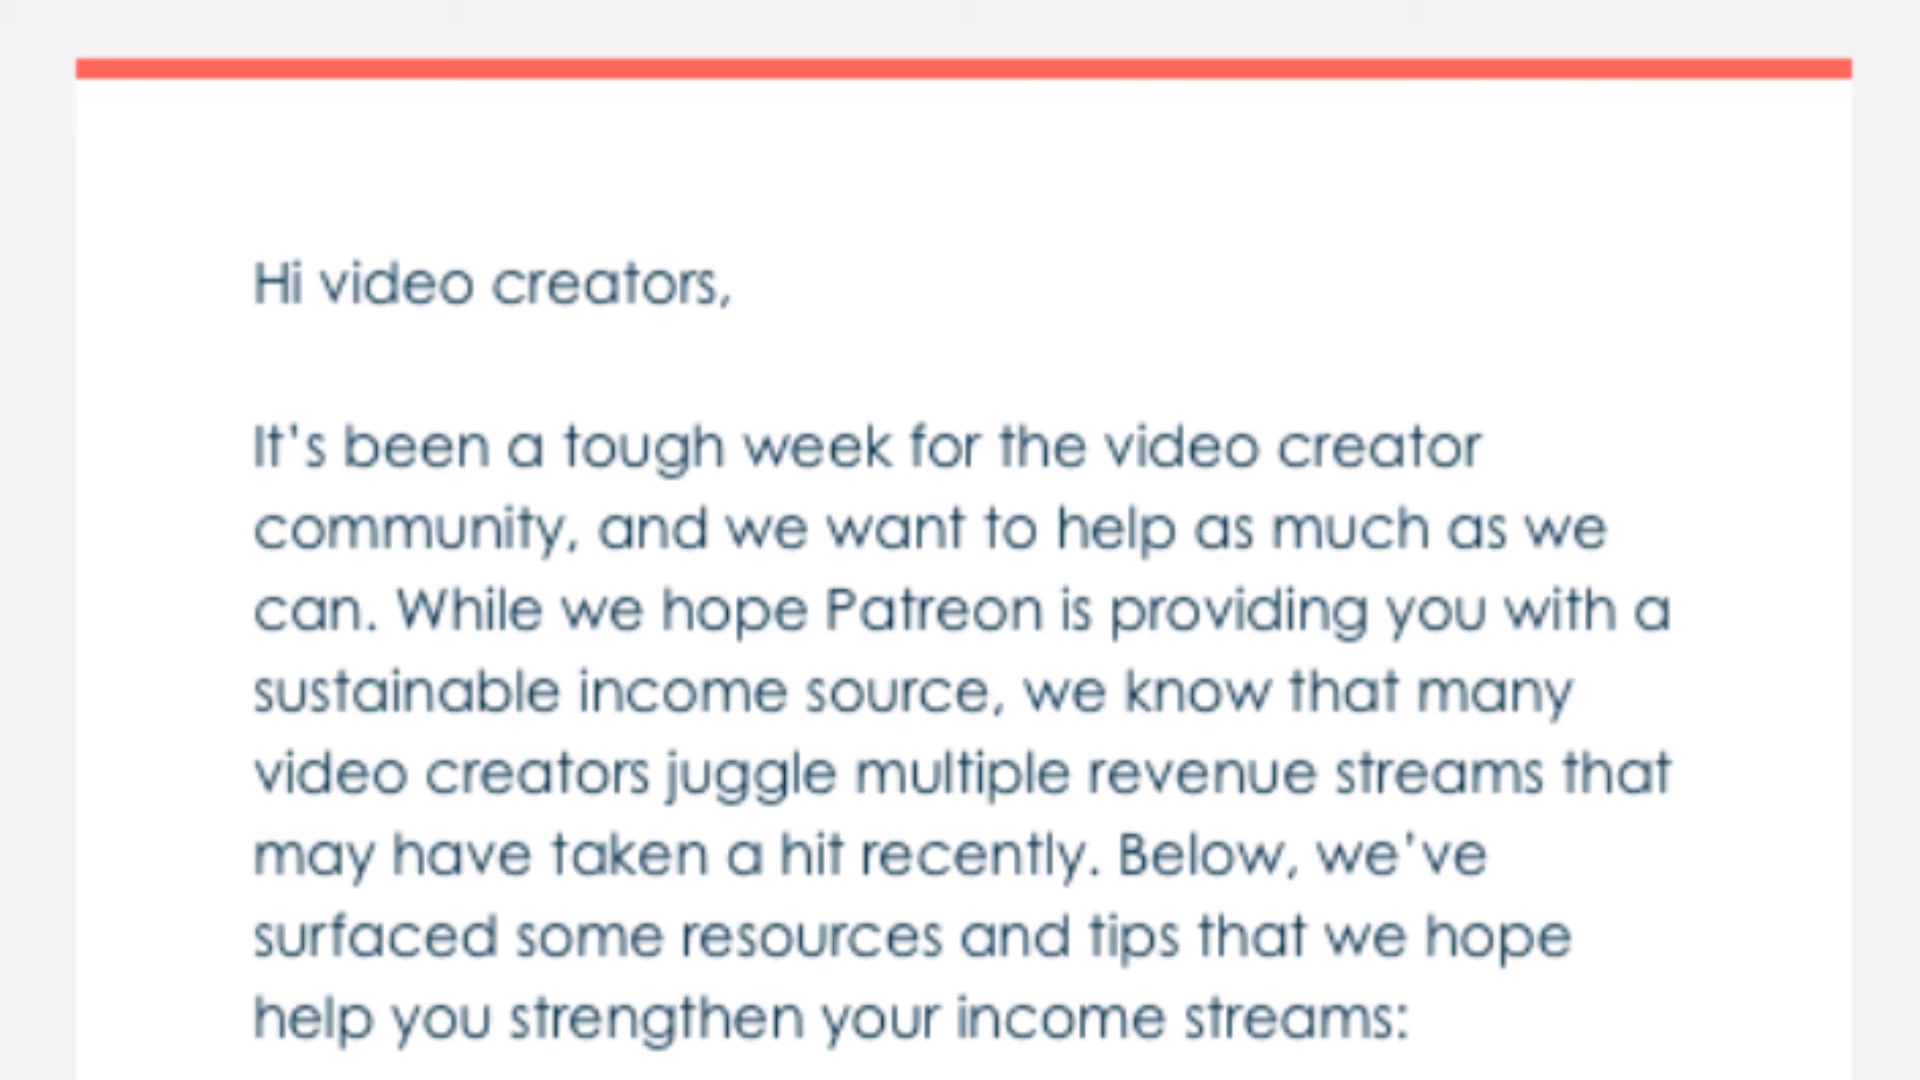 Hi video creators,
It's been a tough week for the video creator
community, and we want to help as much as we
can. While we hope Patreon is providing you with a
sustainable income source, we know that many
video creators juggle multiple revenue streams that
may have taken a hit recently. Below, we've
surfaced some resources and tips that we hope
help you strengthen your income streams: